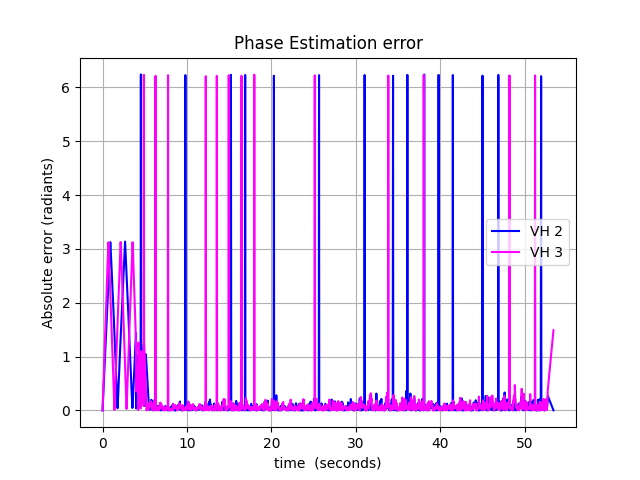 Phase Estimation error
Absolute error (radiants)
6
5
4
3
2
1
0
VH 2
VH 3
0 10 20 30 40 50
time (seconds)